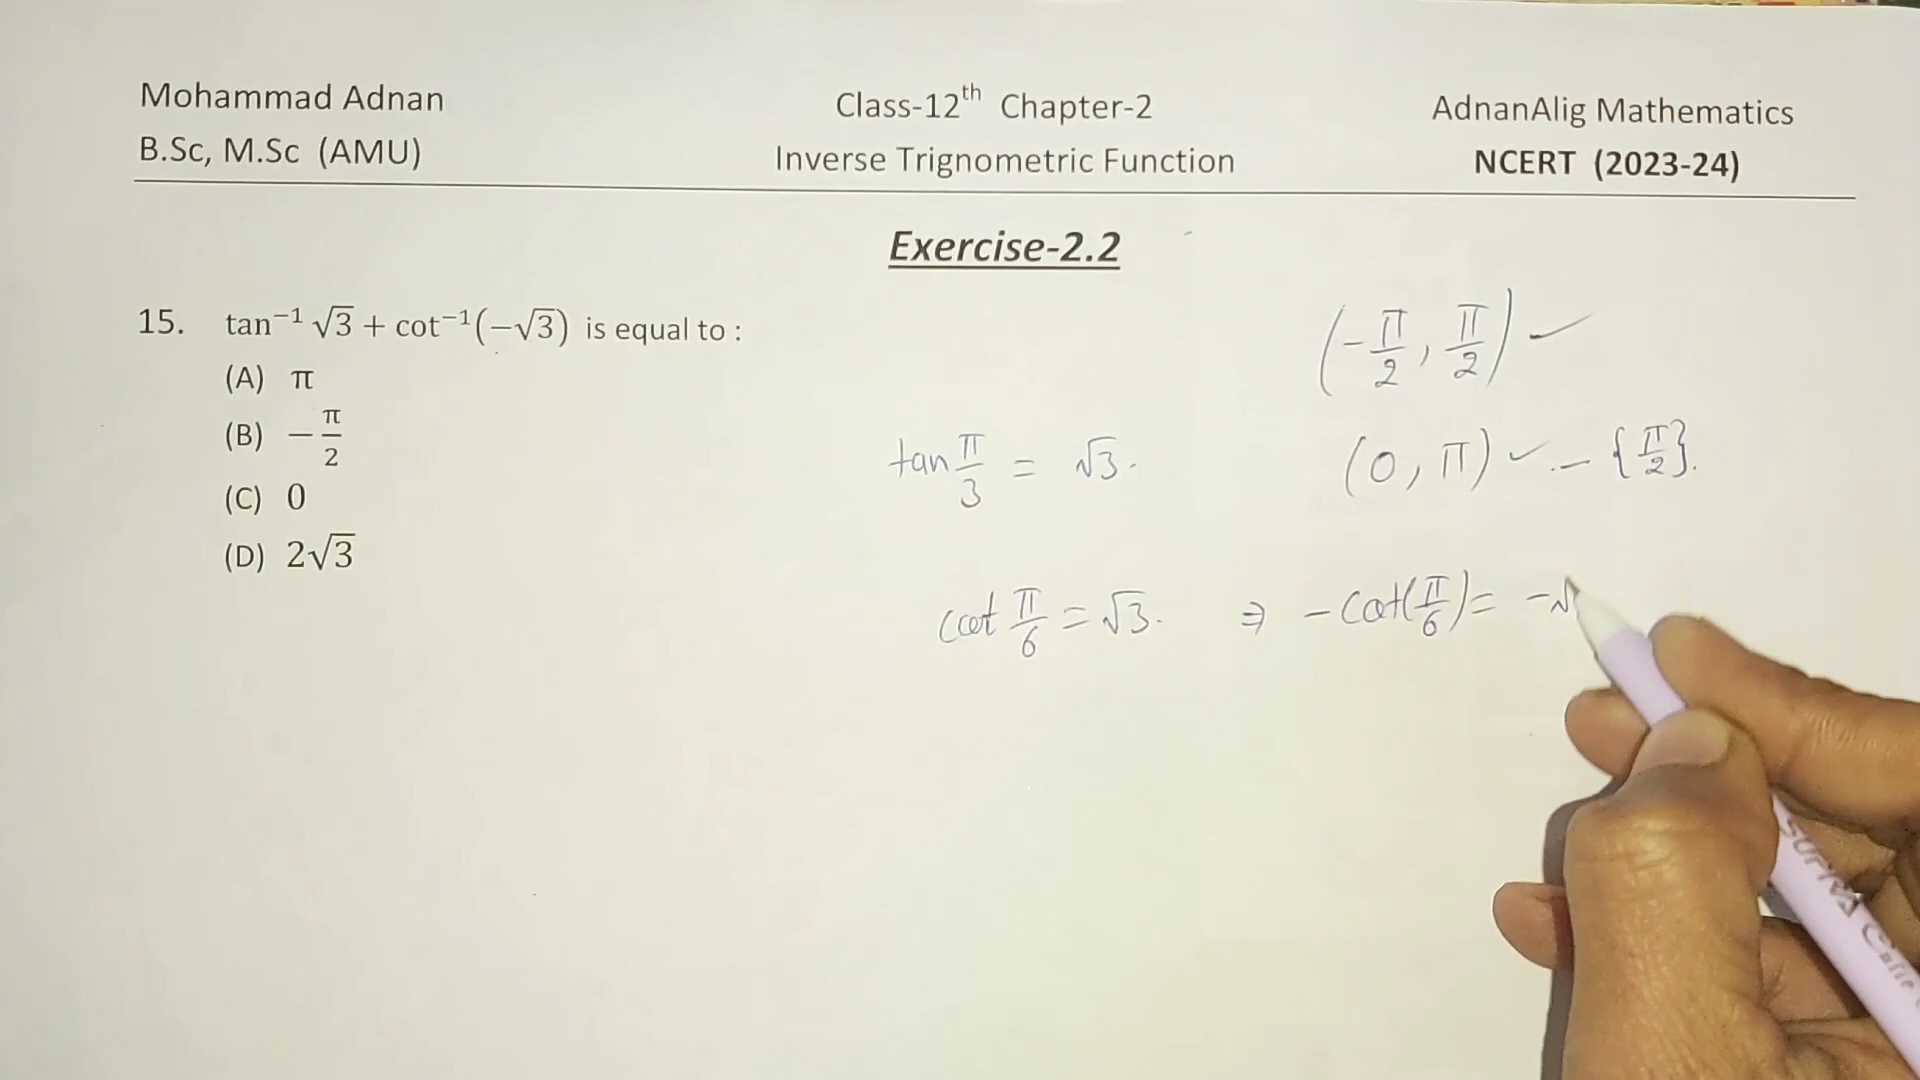 Mohammad Adnan
B.Sc, M.Sc (AMU)
Class-12th Chapter-2
Inverse Trignometric Function
AdnanAlig Mathematics
NCERT (2023-24)
Exercise-2.2
15. tan⁻¹ √3 + cot⁻¹(−√3) is equal to :
(A) π
(B) −π/2
(C) 0
(D) 2√3
(-π/2, π/2) ✓
tan π/3 = √3.
(0, π) ✓ - {π/2}.
cot π/6 = √3. ⇒ -cot(π/6) = -√
SUPRA